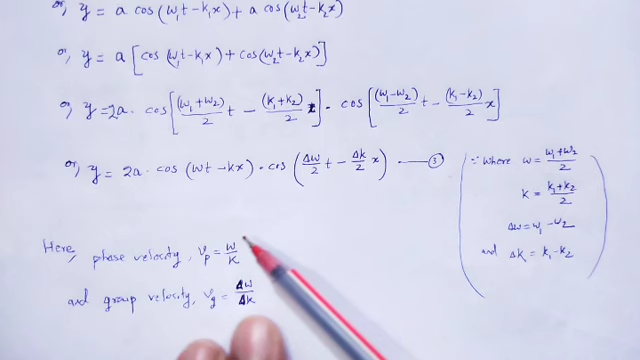 or, y = a cos(ω₁t-k₁x) + a cos(ω₂t-k₂x)
or, y = a [cos(ω₁t-k₁x) + cos(ω₂t-k₂x)]
or, y = 2a · cos[(ω₁+ω₂)/2 t - (k₁+k₂)/2 x] · cos[(ω₁-ω₂)/2 t - (k₁-k₂)/2 x]
or, y = 2a · cos(ωt-kx) · cos(Δω/2 t - Δk/2 x) —— ③
∵ where ω = ω₁+ω₂/2
k = k₁+k₂/2
Δω = ω₁-ω₂
and Δk = k₁-k₂
Here, phase velocity, v_p = ω/k
and group velocity, v_g = Δω/Δk